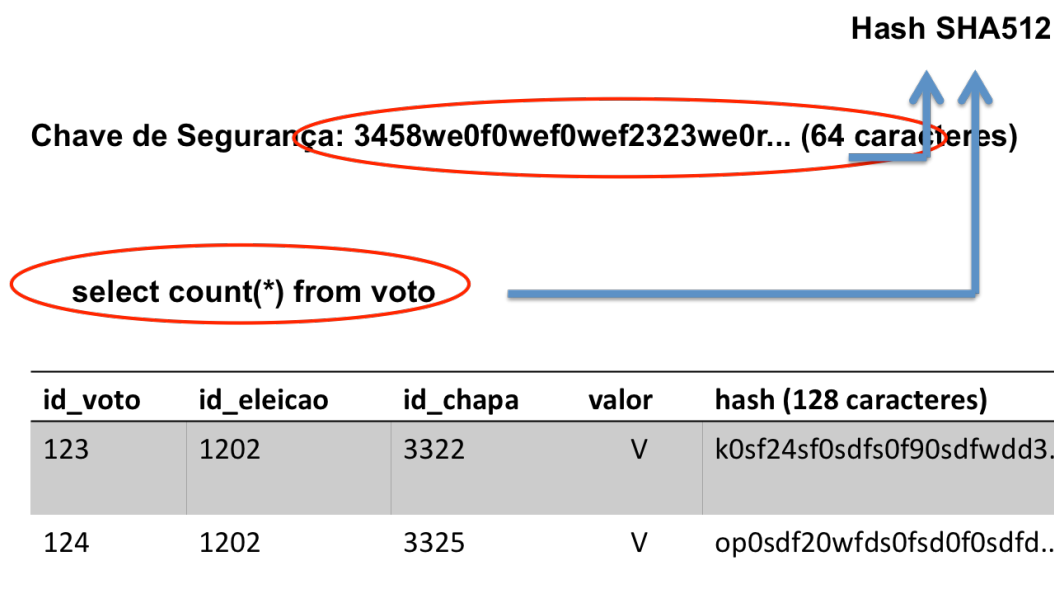 Hash SHA512
Chave de Segurança: 3458we0f0wef0wef2323we0r... (64 caracteres)
select count(*) from voto
id_voto id_eleicao id_chapa valor hash (128 caracteres)
123 1202 3322 V k0sf24sf0sdfs0f90sdfwdd3.
124 1202 3325 V op0sdf20wfds0fsd0f0sdfd..